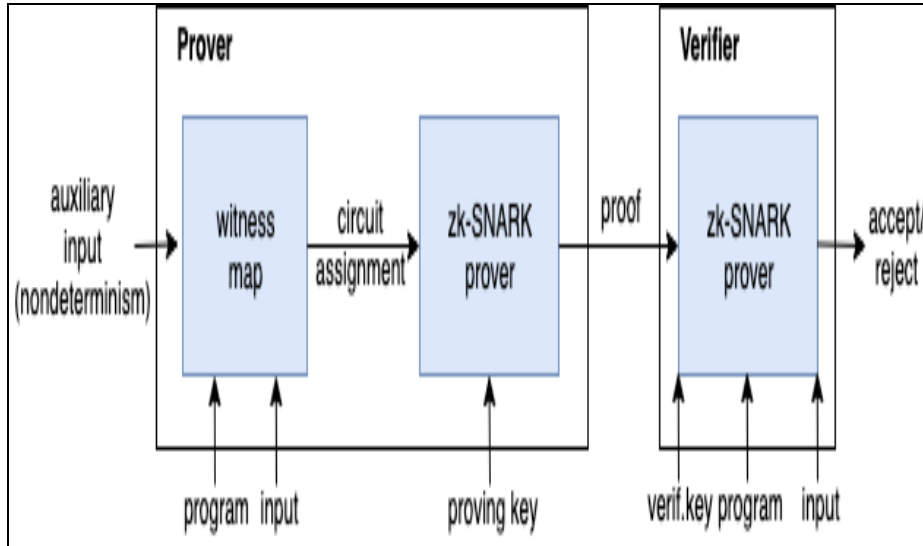 Prover
Verifier
auxiliary
input
(nondeterminism)
witness
map
circuit
assignment
zk-SNARK
prover
proof
zk-SNARK
prover
accept/
reject
program
input
proving key
verif.key
program
input